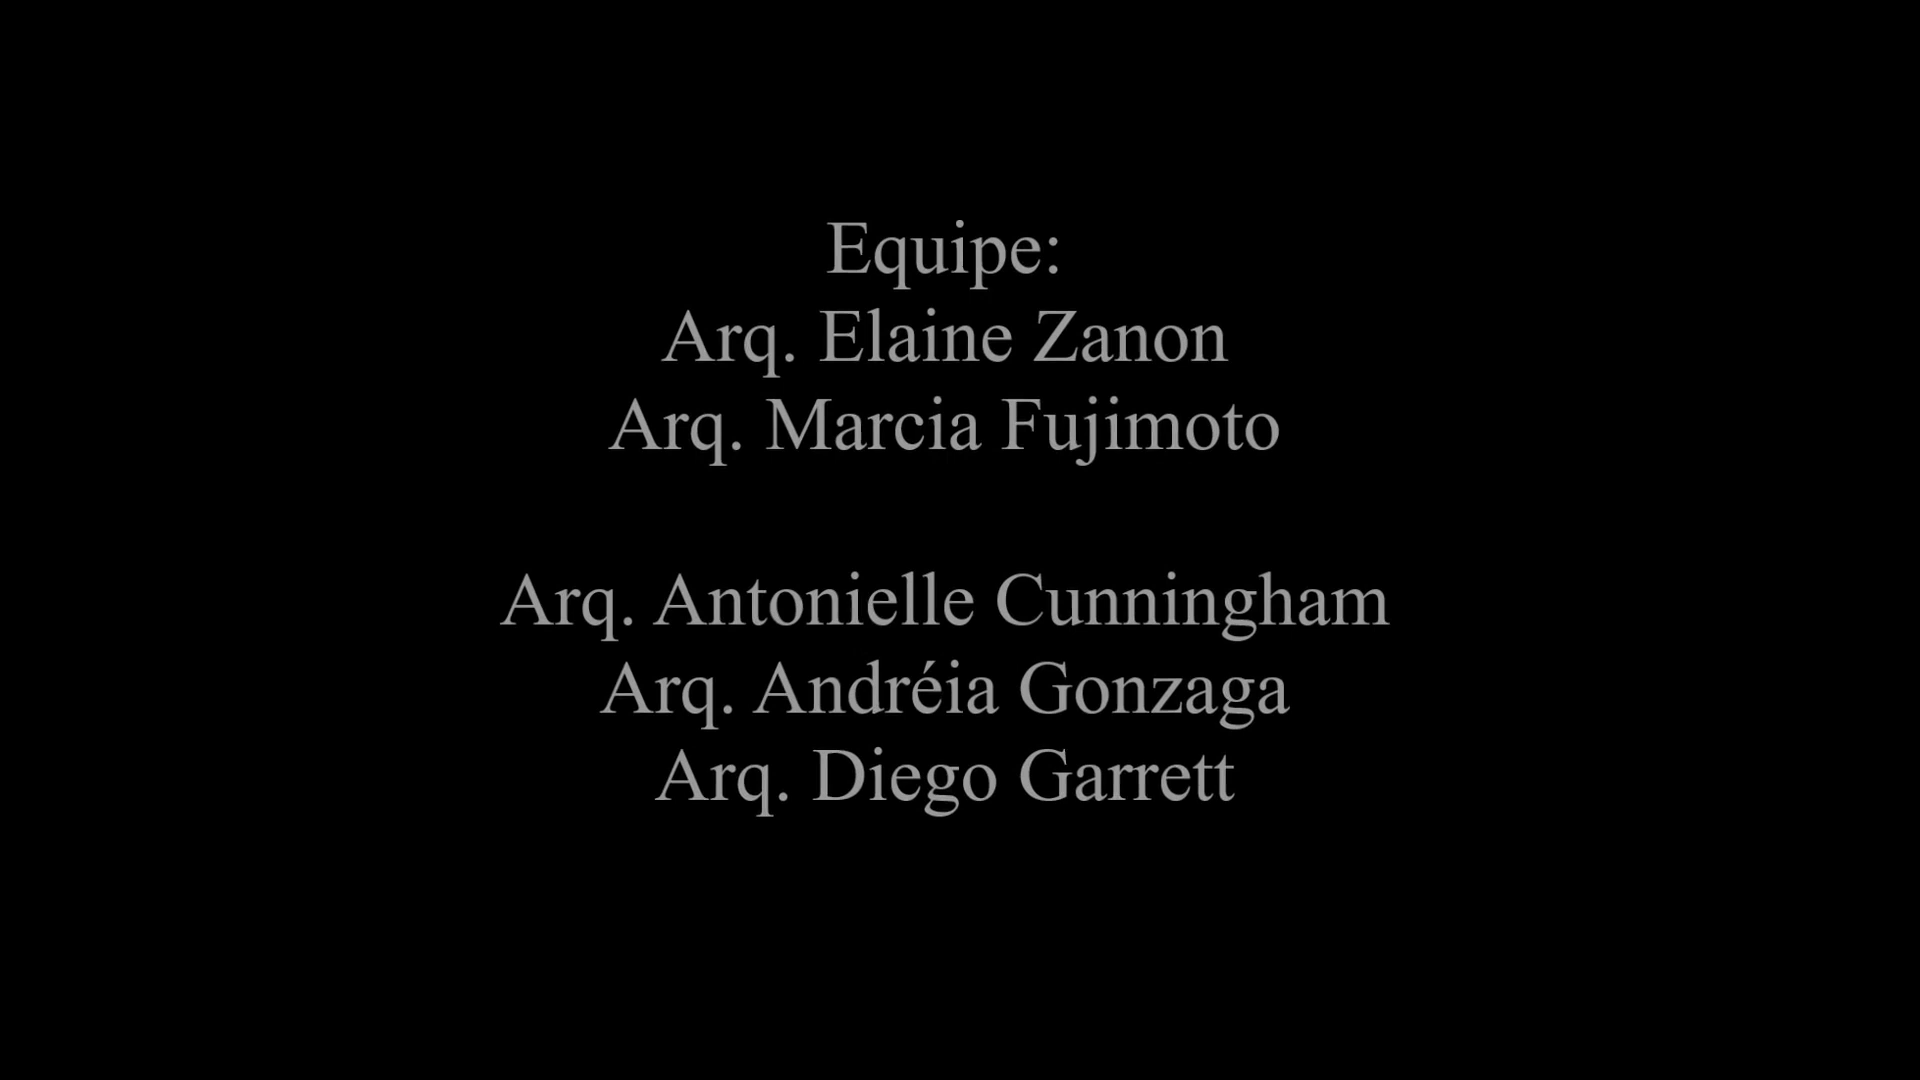 Equipe:
Arq. Elaine Zanon
Arq. Marcia Fujimoto
Arq. Antonielle Cunningham
Arq. Andréia Gonzaga
Arq. Diego Garrett